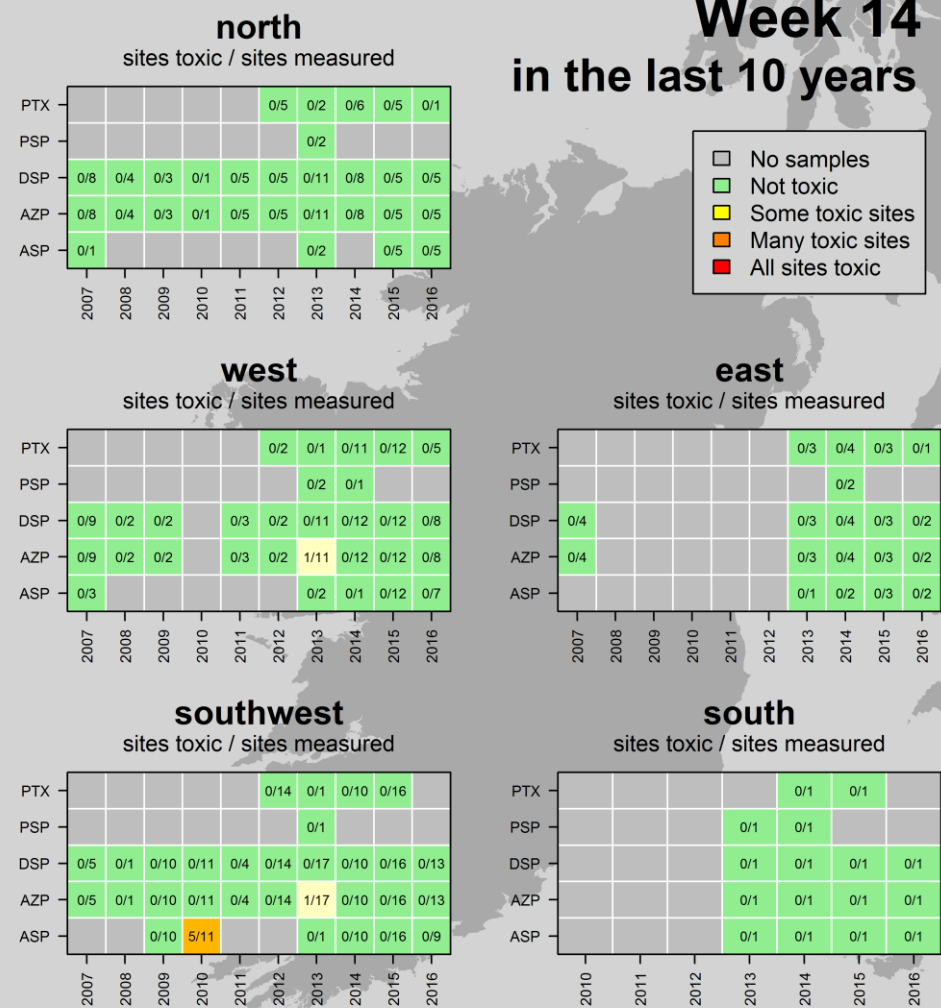 Week 14
in the last 10 years
No samples
Not toxic
Some toxic sites
Many toxic sites
All sites toxic
north
sites toxic / sites measured
PTX 0/5 0/2 0/6 0/5 0/1
PSP 0/2
DSP 0/8 0/4 0/3 0/1 0/5 0/5 0/11 0/8 0/5 0/5
AZP 0/8 0/4 0/3 0/1 0/5 0/5 0/11 0/8 0/5 0/5
ASP 0/1 0/2 0/5 0/5
2007 2008 2009 2010 2011 2012 2013 2014 2015 2016
west
sites toxic / sites measured
PTX 0/2 0/1 0/11 0/12 0/5
PSP 0/2 0/1
DSP 0/9 0/2 0/2 0/3 0/2 0/11 0/12 0/12 0/8
AZP 0/9 0/2 0/2 0/3 0/2 1/11 0/12 0/12 0/8
ASP 0/3 0/2 0/1 0/12 0/7
2007 2008 2009 2010 2011 2012 2013 2014 2015 2016
east
sites toxic / sites measured
PTX 0/3 0/4 0/3 0/1
PSP 0/2
DSP 0/4 0/3 0/4 0/3 0/2
AZP 0/4 0/3 0/4 0/3 0/2
ASP 0/1 0/2 0/3 0/2
2007 2008 2009 2010 2011 2012 2013 2014 2015 2016
southwest
sites toxic / sites measured
PTX 0/14 0/1 0/10 0/16
PSP 0/1
DSP 0/5 0/1 0/10 0/11 0/4 0/14 0/17 0/10 0/16 0/13
AZP 0/5 0/1 0/10 0/11 0/4 0/14 1/17 0/10 0/16 0/13
ASP 0/10 5/11 0/1 0/10 0/16 0/9
2007 2008 2009 2010 2011 2012 2013 2014 2015 2016
south
sites toxic / sites measured
PTX 0/1 0/1
PSP 0/1 0/1
DSP 0/1 0/1 0/1 0/1
AZP 0/1 0/1 0/1 0/1
ASP 0/1 0/1 0/1 0/1
2010 2011 2012 2013 2014 2015 2016